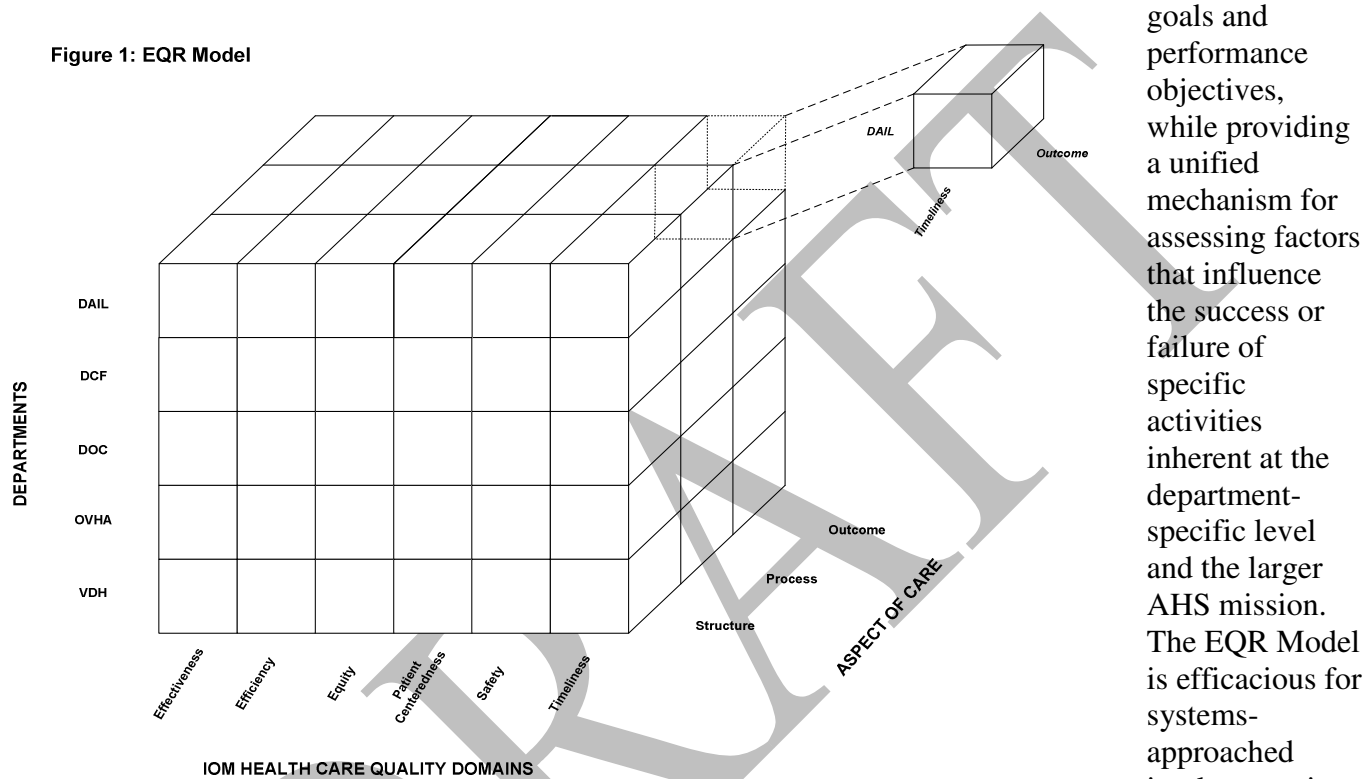 Figure 1: EQR Model
DAIL
Outcome
Timeliness
DEPARTMENTS
DAIL
DCF
DOC
OVHA
VDH
Effectiveness
Efficiency
Equity
Patient
Centeredness
Safety
Timeliness
Structure
Process
Outcome
ASPECT OF CARE
IOM HEALTH CARE QUALITY DOMAINS
goals and
performance
objectives,
while providing
a unified
mechanism for
assessing factors
that influence
the success or
failure of
specific
activities
inherent at the
department-
specific level
and the larger
AHS mission.
The EQR Model
is efficacious for
systems-
approached
DRAFT